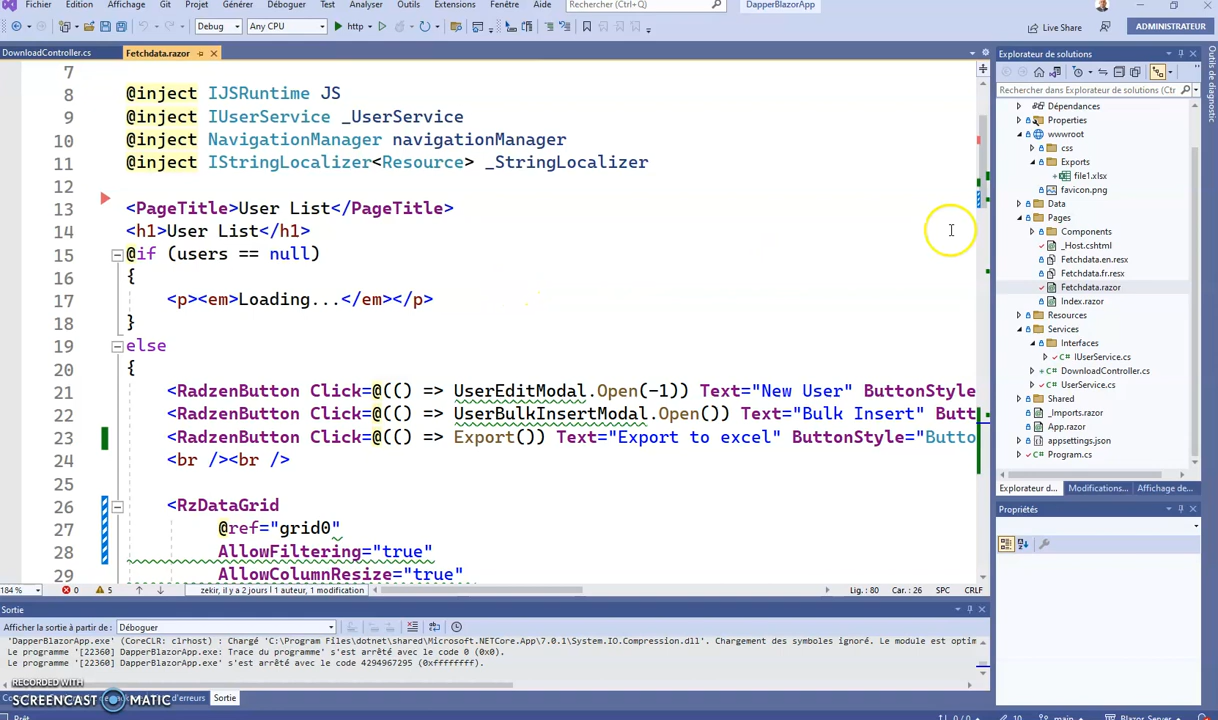 Fichier Edition Affichage Git Projet Générer Déboguer Test Analyser Outils Extensions Fenêtre Aide Rechercher (Ctrl+Q) DapperBlazorApp
Debug Any CPU http Live Share ADMINISTRATEUR
DownloadController.cs Fetchdata.razor
7
8 @inject IJSRuntime JS
9 @inject IUserService _UserService
10 @inject NavigationManager navigationManager
11 @inject IStringLocalizer<Resource> _StringLocalizer
12
13 <PageTitle>User List</PageTitle>
14 <h1>User List</h1>
15 @if (users == null)
16 {
17 <p><em>Loading...</em></p>
18 }
19 else
20 {
21 <RadzenButton Click=@(() => UserEditModal.Open(-1)) Text="New User" ButtonStyle
22 <RadzenButton Click=@(() => UserBulkInsertModal.Open()) Text="Bulk Insert" Butt
23 <RadzenButton Click=@(() => Export()) Text="Export to excel" ButtonStyle="Butto
24 <br /><br />
25
26 <RzDataGrid
27 @ref="grid0"
28 AllowFiltering="true"
29 AllowColumnResize="true"
184 % 0 5 zekir, il y a 2 jours | 1 auteur, 1 modification Lig. : 80 Car. : 26 SPC CRLF
Sortie
Afficher la sortie à partir de : Déboguer
'DapperBlazorApp.exe' (CoreCLR: clrhost) : Chargé 'C:\Program Files\dotnet\shared\Microsoft.NETCore.App\7.0.1\System.IO.Compression.dll'. Chargement des symboles ignoré. Le module est optim
Le programme '[22360] DapperBlazorApp.exe: Trace du programme' s'est arrêté avec le code 0 (0x0).
Le programme '[22360] DapperBlazorApp.exe' s'est arrêté avec le code 4294967295 (0xffffffff).
RECORDED WITH
SCREENCAST MATIC
d'erreurs Sortie
Prêt 0 / 0 10 main Blazor Server
Explorateur de solutions
Rechercher dans Explorateur de solutions (Ctr
Dépendances
Properties
wwwroot
css
Exports
file1.xlsx
favicon.png
Data
Pages
Components
_Host.cshtml
Fetchdata.en.resx
Fetchdata.fr.resx
Fetchdata.razor
Index.razor
Resources
Services
Interfaces
IUserService.cs
DownloadController.cs
UserService.cs
Shared
_Imports.razor
App.razor
appsettings.json
Program.cs
Explorateur d... Modifications... Affichage de...
Propriétés
Outils de diagnostic